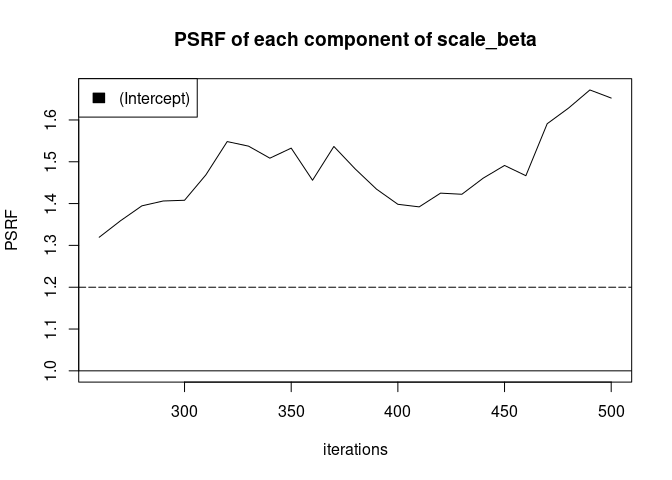 PSRF of each component of scale_beta
(Intercept)
PSRF
1.6
1.5
1.4
1.3
1.2
1.1
1.0
300 350 400 450 500
iterations